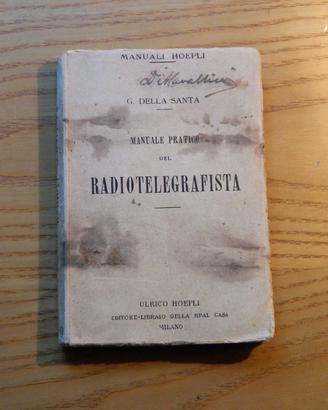 MANUALI HOEPLI
G. DELLA SANTA
MANUALE PRATICO
DEL
RADIOTELEGRAFISTA
ULRICO HOEPLI
EDITORE-LIBRAIO DELLA REAL CASA
MILANO